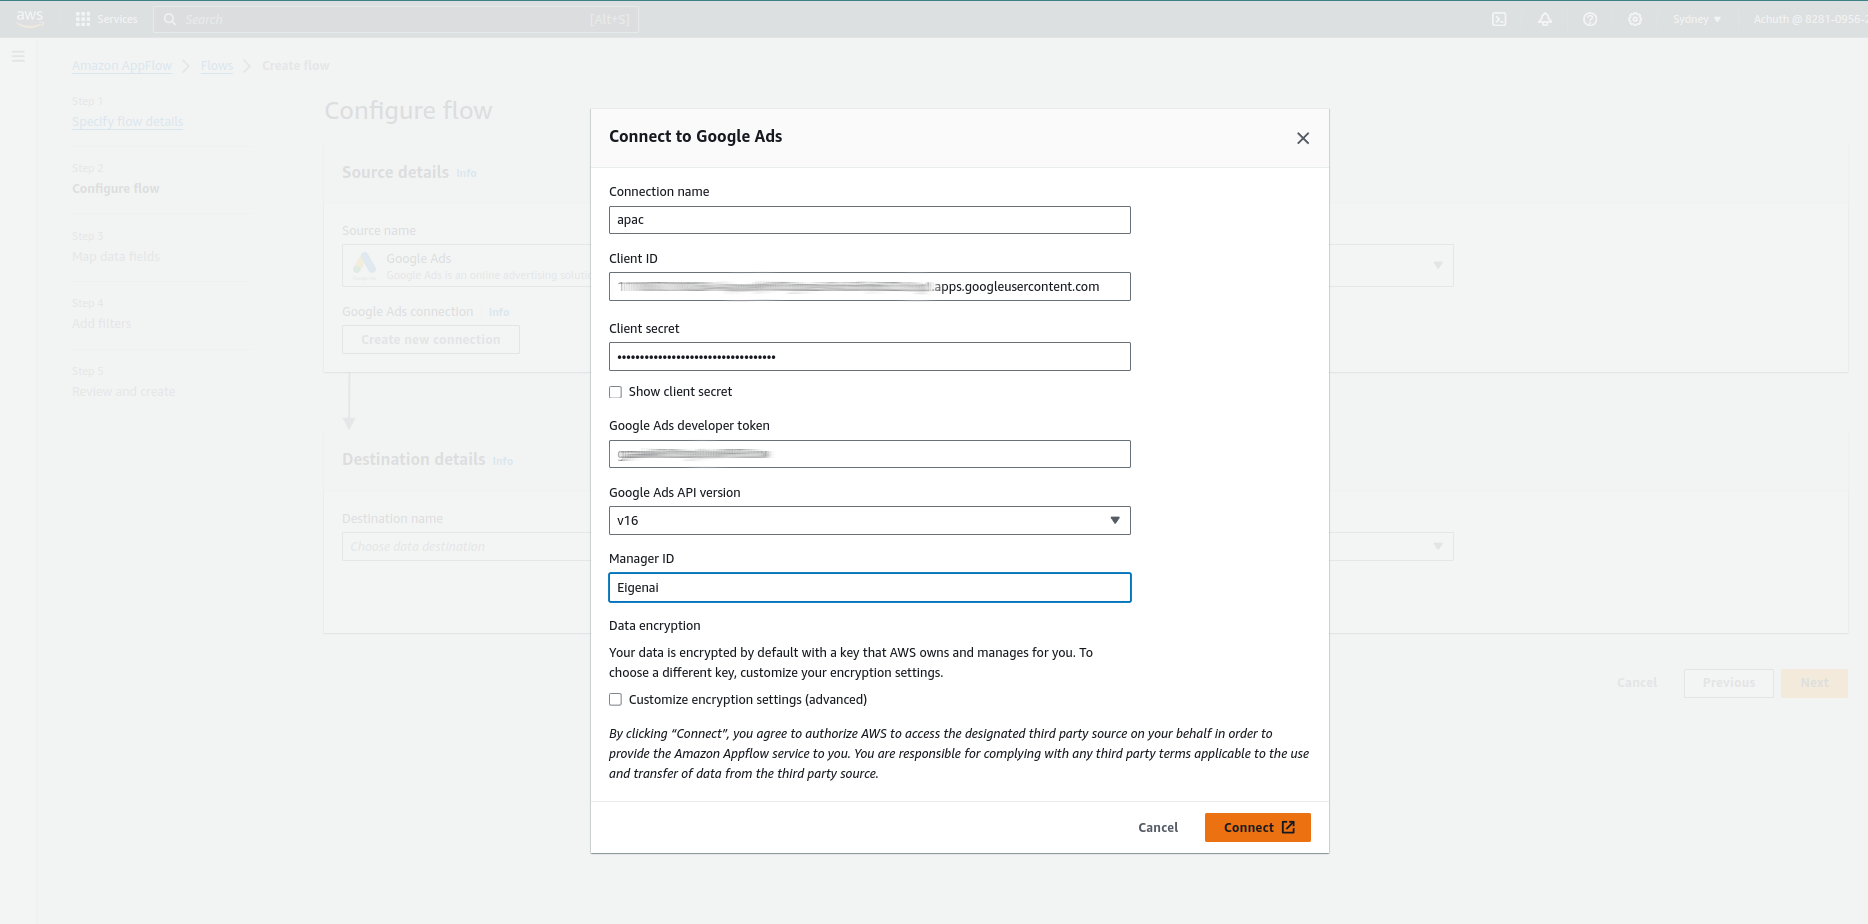 aws
Services
Search
[Alt+S]
Sydney
Achuth @ 8281-0956-2
Amazon AppFlow
Flows
Create flow
Step 1
Specify flow details
Step 2
Configure flow
Step 3
Map data fields
Step 4
Add filters
Step 5
Review and create
Configure flow
Source details Info
Source name
Google Ads
Google Ads is an online advertising
Google Ads connection Info
Create new connection
Destination details Info
Destination name
Choose data destination
Cancel
Previous
Next
Connect to Google Ads
Connection name
apac
Client ID
.apps.googleusercontent.com
Client secret
••••••••••••••••••••••••••••••••••••
Show client secret
Google Ads developer token
Google Ads API version
v16
Manager ID
Eigenai
Data encryption
Your data is encrypted by default with a key that AWS owns and manages for you. To
choose a different key, customize your encryption settings.
Customize encryption settings (advanced)
By clicking “Connect”, you agree to authorize AWS to access the designated third party source on your behalf in order to
provide the Amazon Appflow service to you. You are responsible for complying with any third party terms applicable to the use
and transfer of data from the third party source.
Cancel
Connect